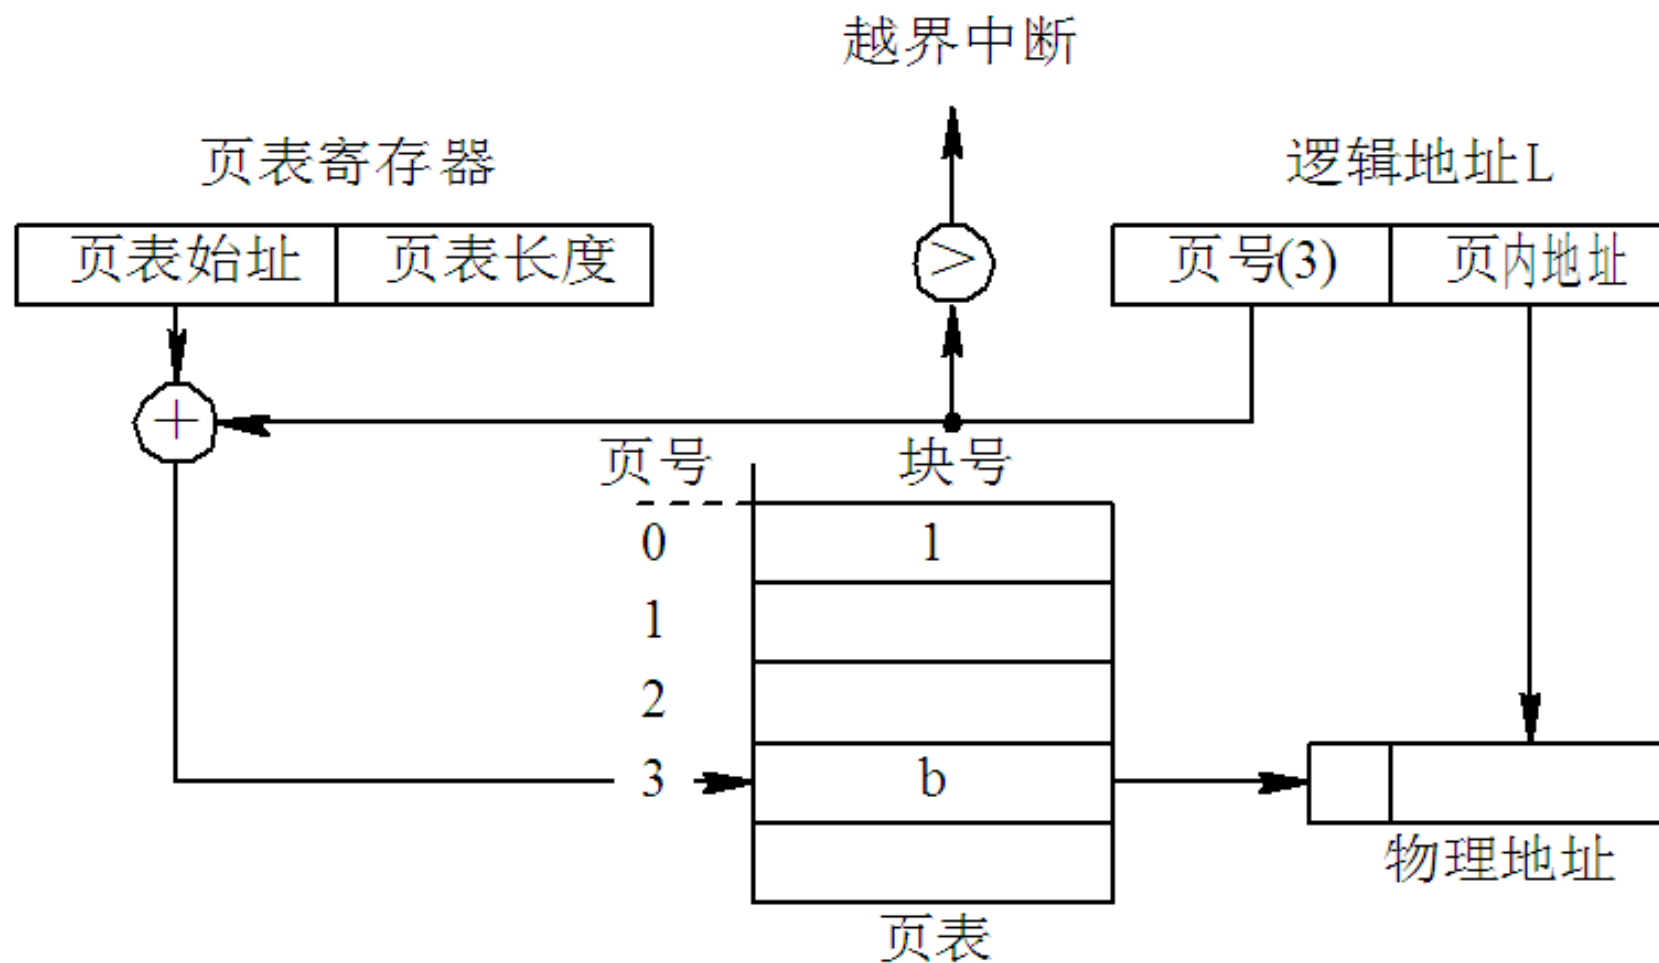 越界中断
页表寄存器
逻辑地址L
页表始址 页表长度
>
页号(3) 页内地址
+
页号 块号
0 1
1
2
3 b
物理地址
页表